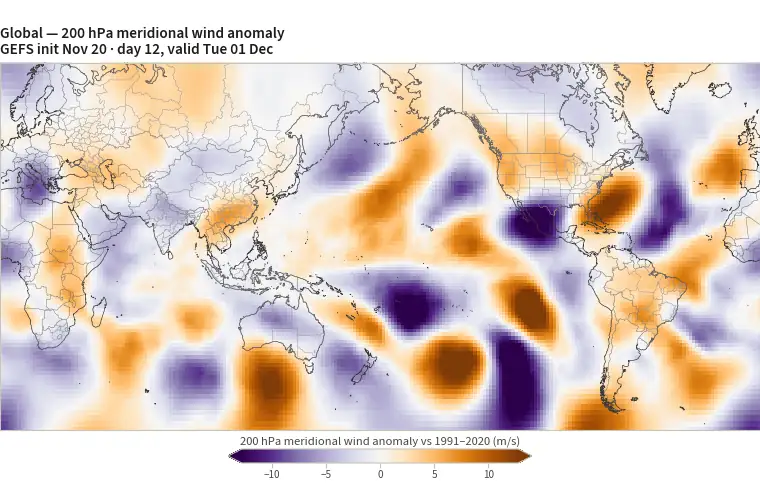 Global — 200 hPa meridional wind anomaly
GEFS init Nov 20 · day 12, valid Tue 01 Dec
200 hPa meridional wind anomaly vs 1991–2020 (m/s)
−10 −5 0 5 10